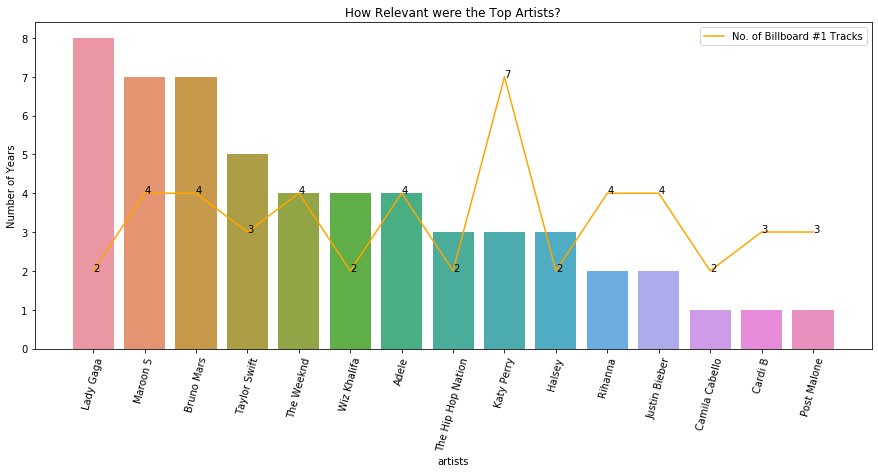 How Relevant were the Top Artists?
No. of Billboard #1 Tracks
Number of Years
8
7
6
5
4
3
2
1
0
2
4
4
3
4
2
4
2
7
2
4
4
2
3
3
Lady Gaga
Maroon 5
Bruno Mars
Taylor Swift
The Weeknd
Wiz Khalifa
Adele
The Hip Hop Nation
Katy Perry
Halsey
Rihanna
Justin Bieber
Camila Cabello
Cardi B
Post Malone
artists